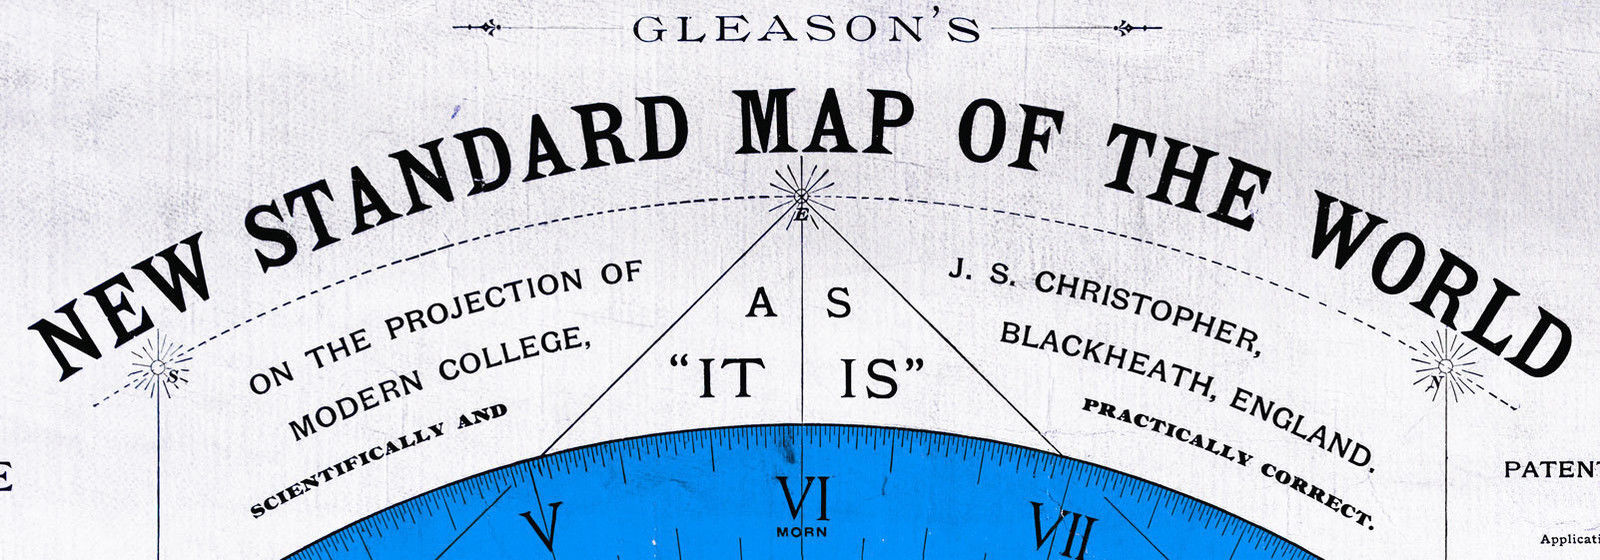 GLEASON'S
NEW STANDARD MAP OF THE WORLD
E
S
N
ON THE PROJECTION OF
J. S. CHRISTOPHER,
MODERN COLLEGE,
BLACKHEATH, ENGLAND.
SCIENTIFICALLY AND
PRACTICALLY CORRECT.
A S
"IT IS"
V
VI
MORN
VII
E
PATENT
Applicati